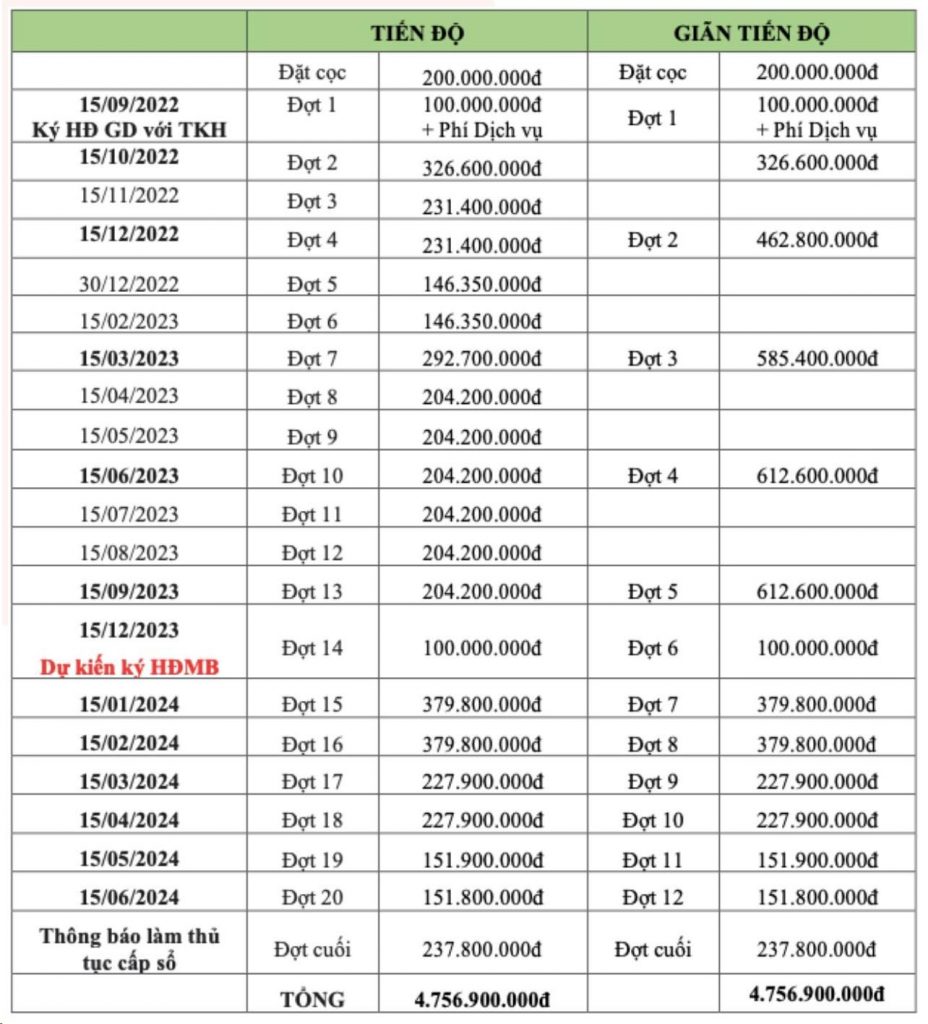 TIẾN ĐỘ GIÃN TIẾN ĐỘ
Đặt cọc 200.000.000đ Đặt cọc 200.000.000đ
15/09/2022 Đợt 1 100.000.000đ Đợt 1 100.000.000đ
Ký HĐ GD với TKH + Phí Dịch vụ + Phí Dịch vụ
15/10/2022 Đợt 2 326.600.000đ 326.600.000đ
15/11/2022 Đợt 3 231.400.000đ
15/12/2022 Đợt 4 231.400.000đ Đợt 2 462.800.000đ
30/12/2022 Đợt 5 146.350.000đ
15/02/2023 Đợt 6 146.350.000đ
15/03/2023 Đợt 7 292.700.000đ Đợt 3 585.400.000đ
15/04/2023 Đợt 8 204.200.000đ
15/05/2023 Đợt 9 204.200.000đ
15/06/2023 Đợt 10 204.200.000đ Đợt 4 612.600.000đ
15/07/2023 Đợt 11 204.200.000đ
15/08/2023 Đợt 12 204.200.000đ
15/09/2023 Đợt 13 204.200.000đ Đợt 5 612.600.000đ
15/12/2023
Dự kiến ký HĐMB Đợt 14 100.000.000đ Đợt 6 100.000.000đ
15/01/2024 Đợt 15 379.800.000đ Đợt 7 379.800.000đ
15/02/2024 Đợt 16 379.800.000đ Đợt 8 379.800.000đ
15/03/2024 Đợt 17 227.900.000đ Đợt 9 227.900.000đ
15/04/2024 Đợt 18 227.900.000đ Đợt 10 227.900.000đ
15/05/2024 Đợt 19 151.900.000đ Đợt 11 151.900.000đ
15/06/2024 Đợt 20 151.800.000đ Đợt 12 151.800.000đ
Thông báo làm thủ
tục cấp sổ Đợt cuối 237.800.000đ Đợt cuối 237.800.000đ
TỔNG 4.756.900.000đ 4.756.900.000đ